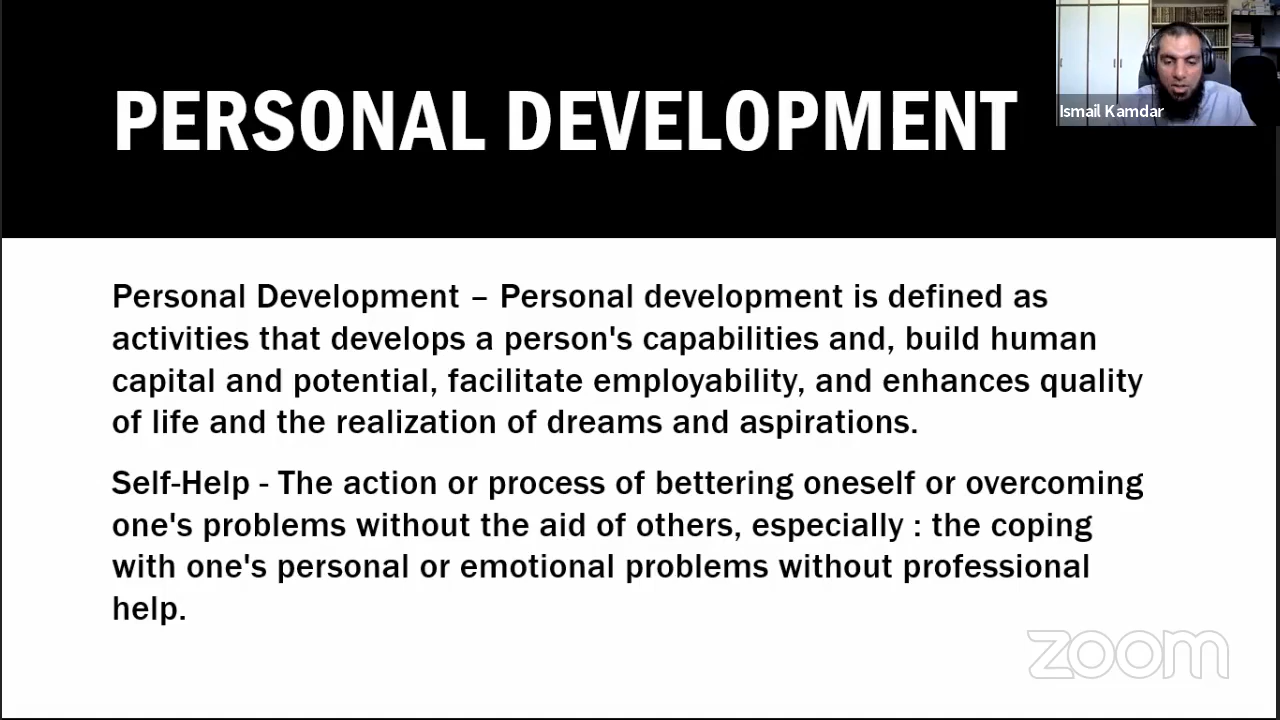 PERSONAL DEVELOPMENT
Ismail Kamdar
Personal Development – Personal development is defined as
activities that develops a person's capabilities and, build human
capital and potential, facilitate employability, and enhances quality
of life and the realization of dreams and aspirations.
Self-Help - The action or process of bettering oneself or overcoming
one's problems without the aid of others, especially : the coping
with one's personal or emotional problems without professional
help.
zoom